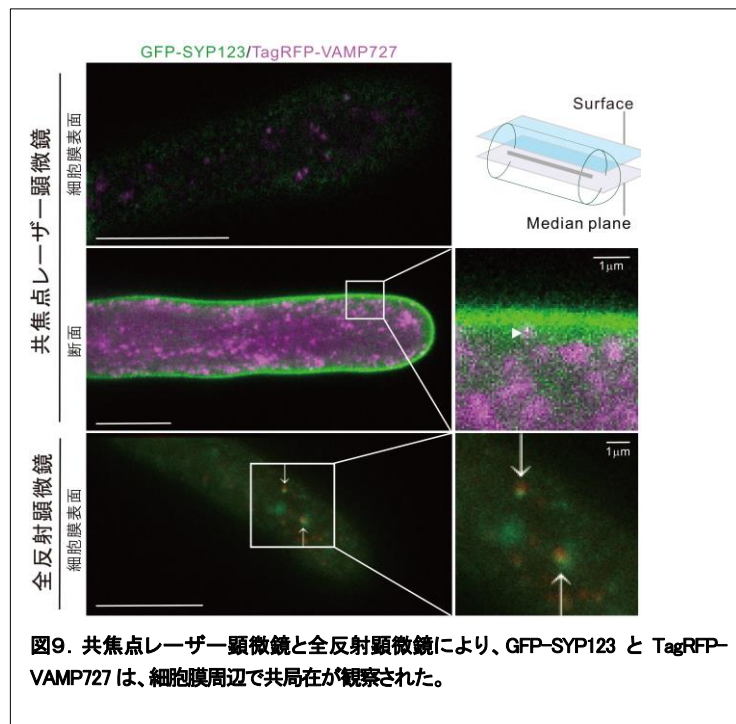 GFP-SYP123/TagRFP-VAMP727
共焦点レーザー顕微鏡
細胞膜表面
Surface
Median plane
断面
1μm
全反射顕微鏡
細胞膜表面
1μm
図9. 共焦点レーザー顕微鏡と全反射顕微鏡により、GFP-SYP123 と TagRFP-
VAMP727 は、細胞膜周辺で共局在が観察された。